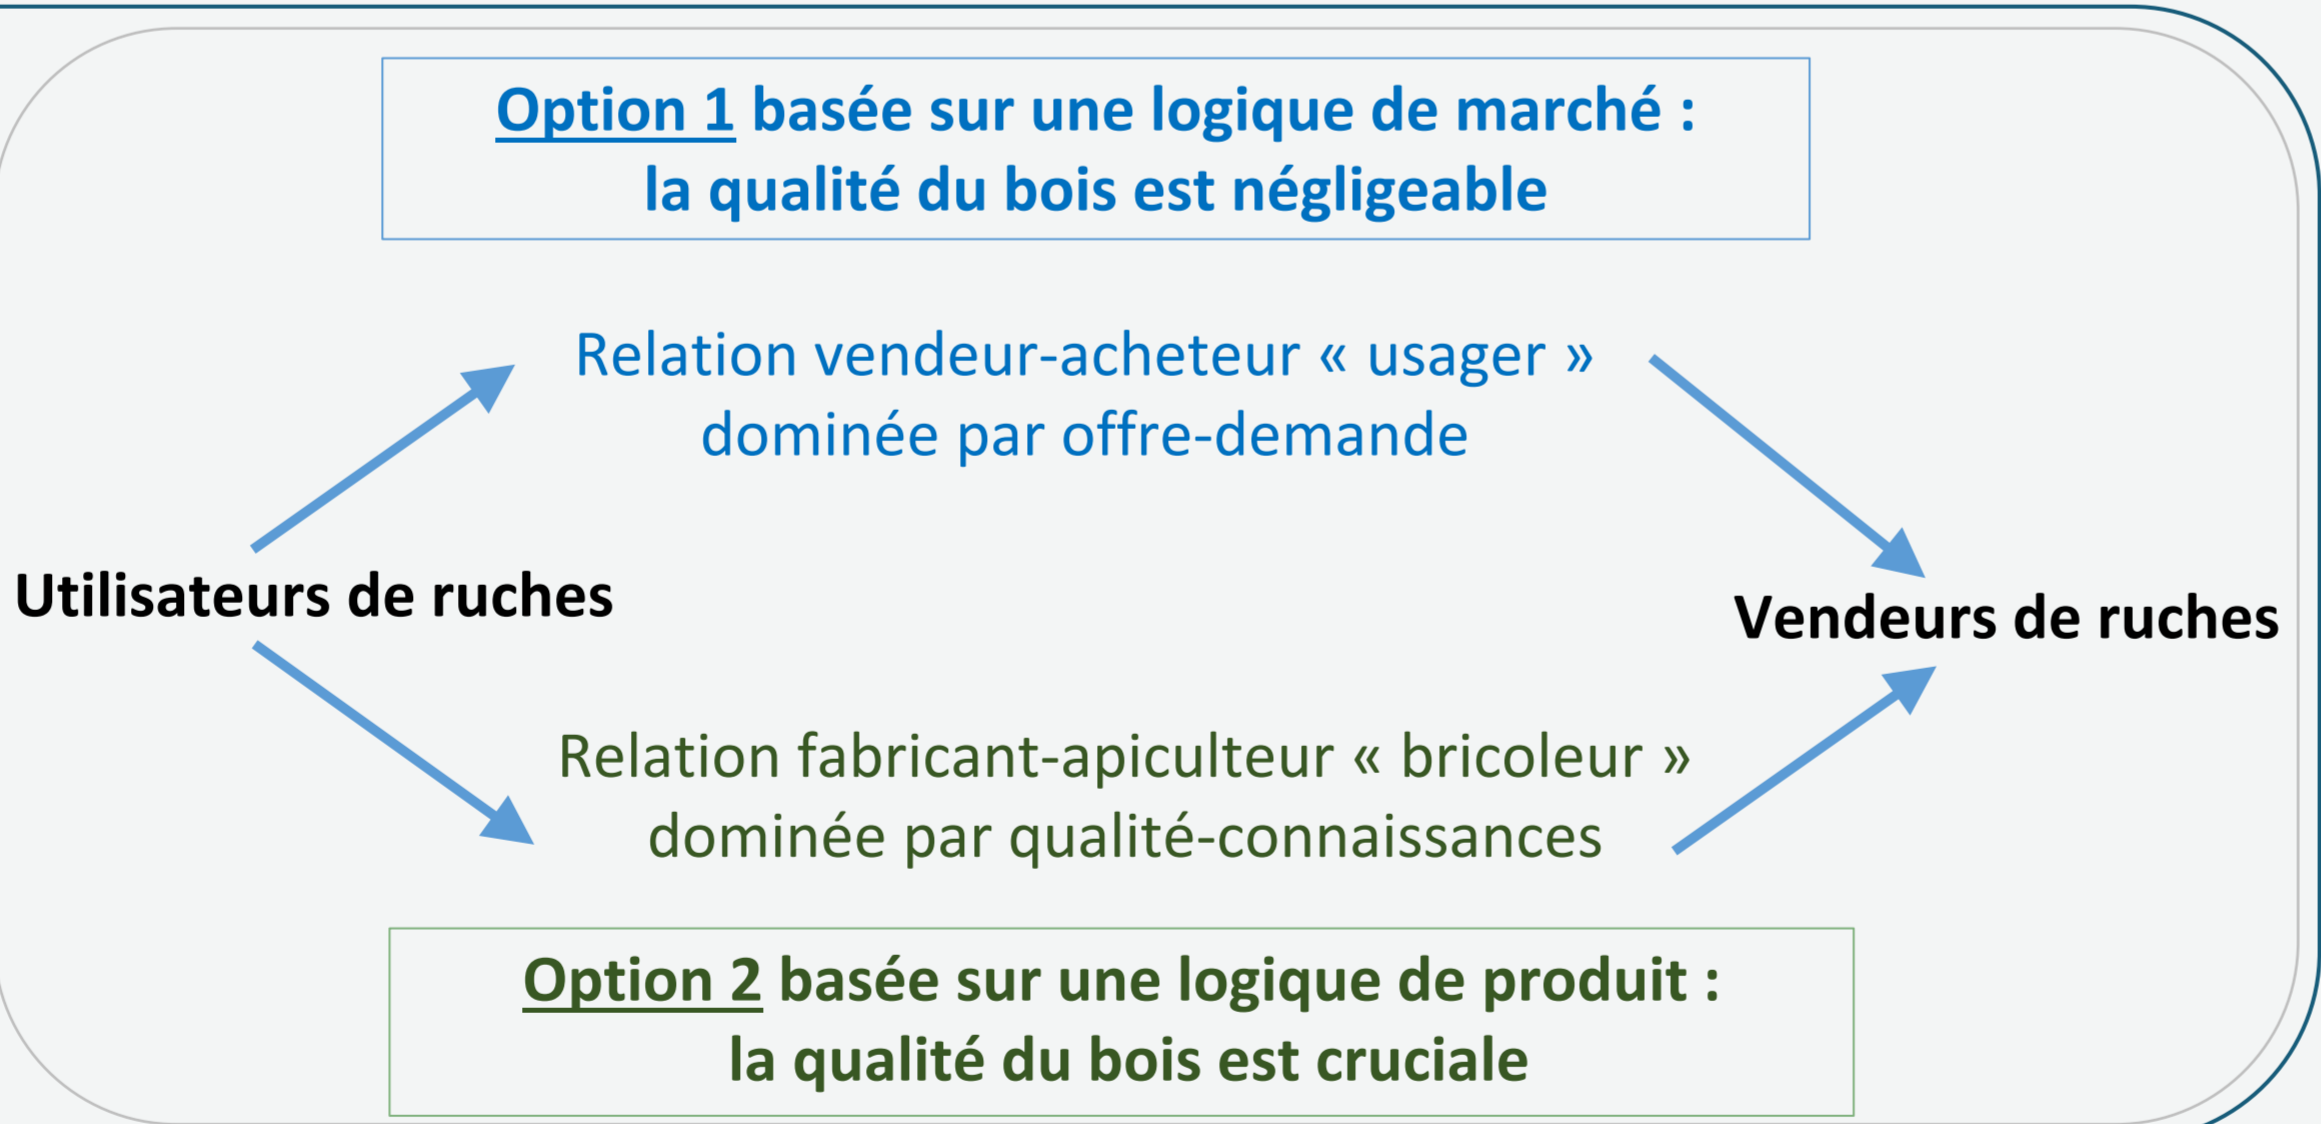 Option 1 basée sur une logique de marché :
la qualité du bois est négligeable
Relation vendeur-acheteur « usager »
dominée par offre-demande
Utilisateurs de ruches
Vendeurs de ruches
Relation fabricant-apiculteur « bricoleur »
dominée par qualité-connaissances
Option 2 basée sur une logique de produit :
la qualité du bois est cruciale